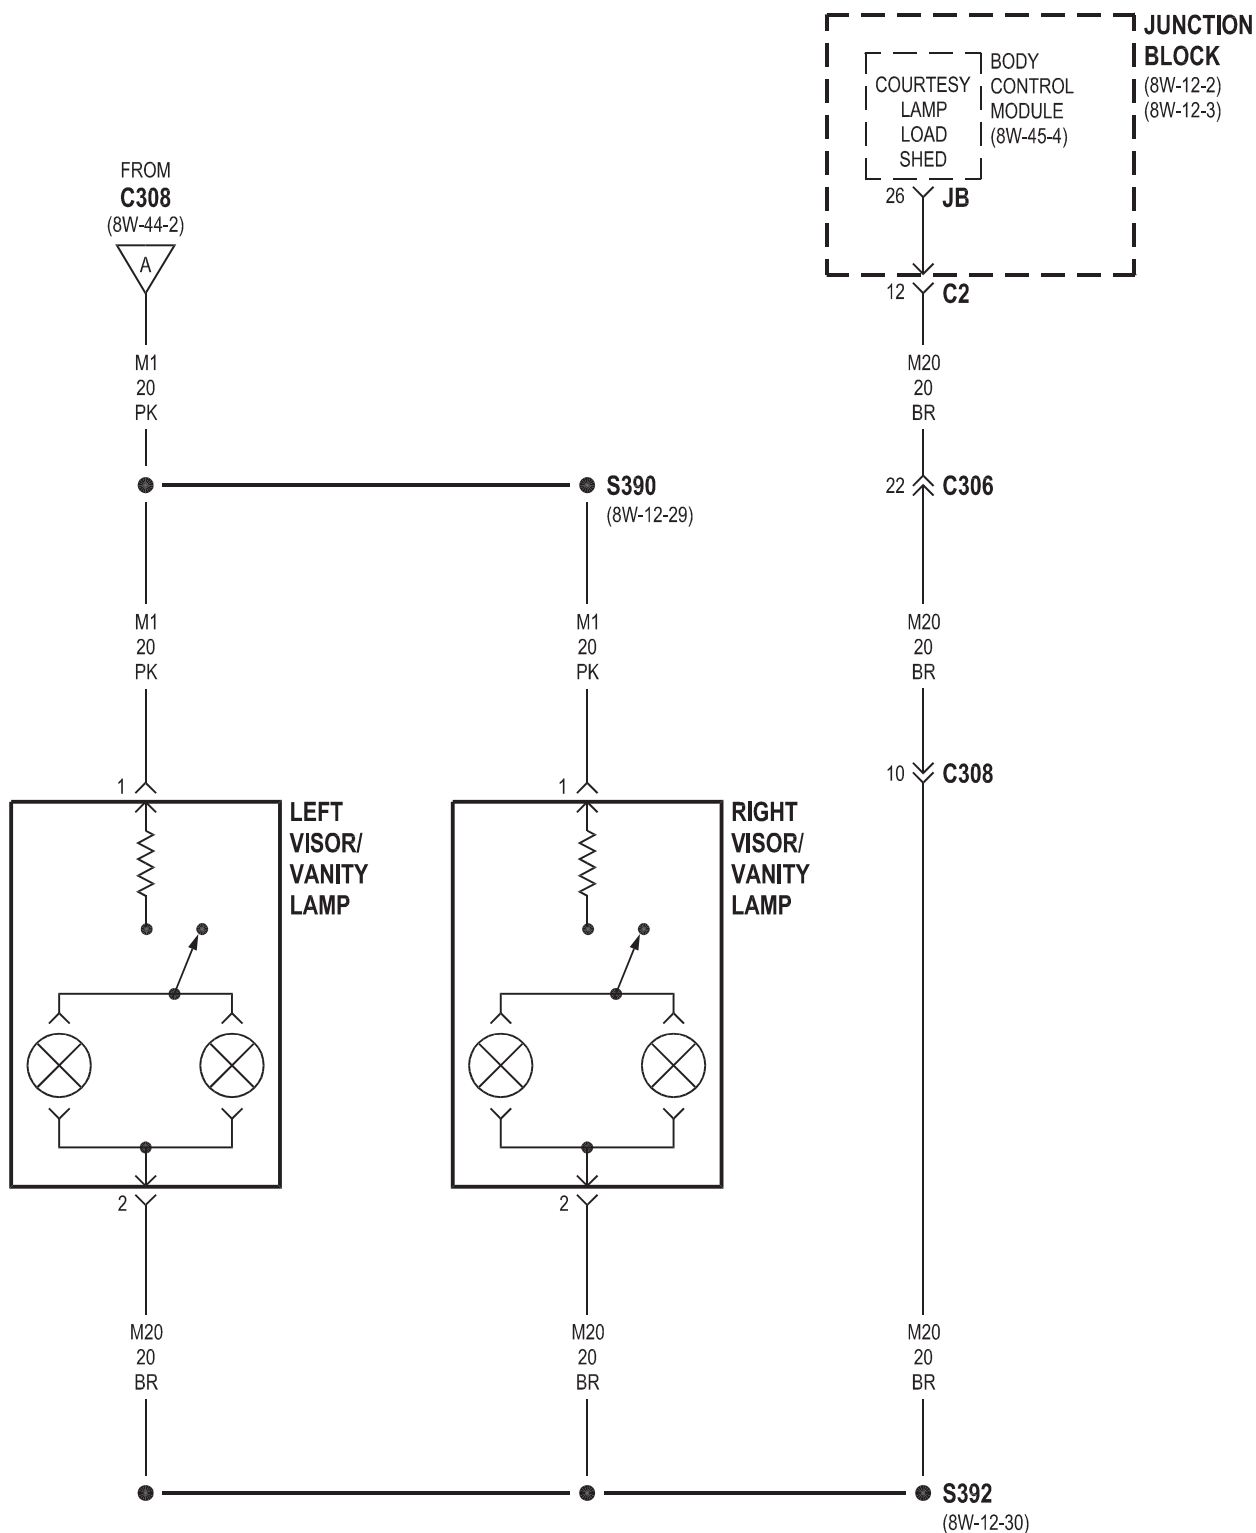 JUNCTION
BLOCK
(8W-12-2)
(8W-12-3)
BODY
CONTROL
MODULE
(8W-45-4)
COURTESY
LAMP
LOAD
SHED
26 JB
12 C2
FROM
C308
(8W-44-2)
A
M1
20
PK
M20
20
BR
S390
(8W-12-29)
22 C306
M1
20
PK
M1
20
PK
M20
20
BR
10 C308
1
LEFT
VISOR/
VANITY
LAMP
1
RIGHT
VISOR/
VANITY
LAMP
2
2
M20
20
BR
M20
20
BR
M20
20
BR
S392
(8W-12-30)